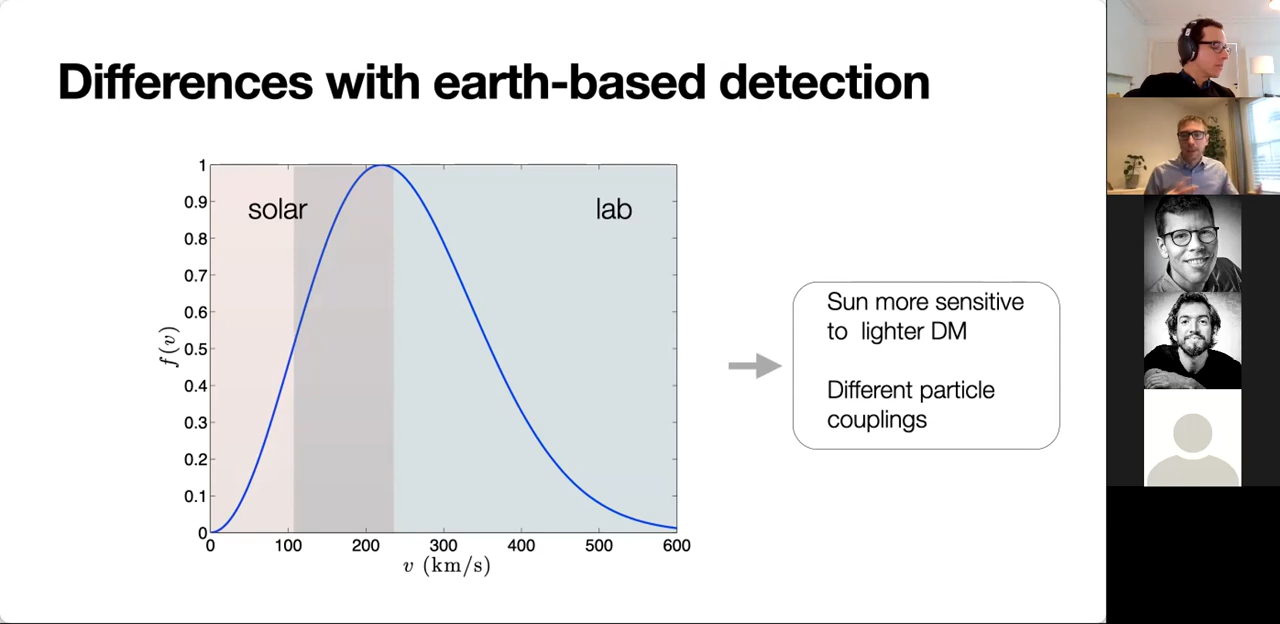 Differences with earth-based detection
1
0.9
0.8
0.7
0.6
0.5
0.4
0.3
0.2
0.1
0
f(v)
solar
lab
0 100 200 300 400 500 600
v (km/s)
Sun more sensitive
to lighter DM
Different particle
couplings